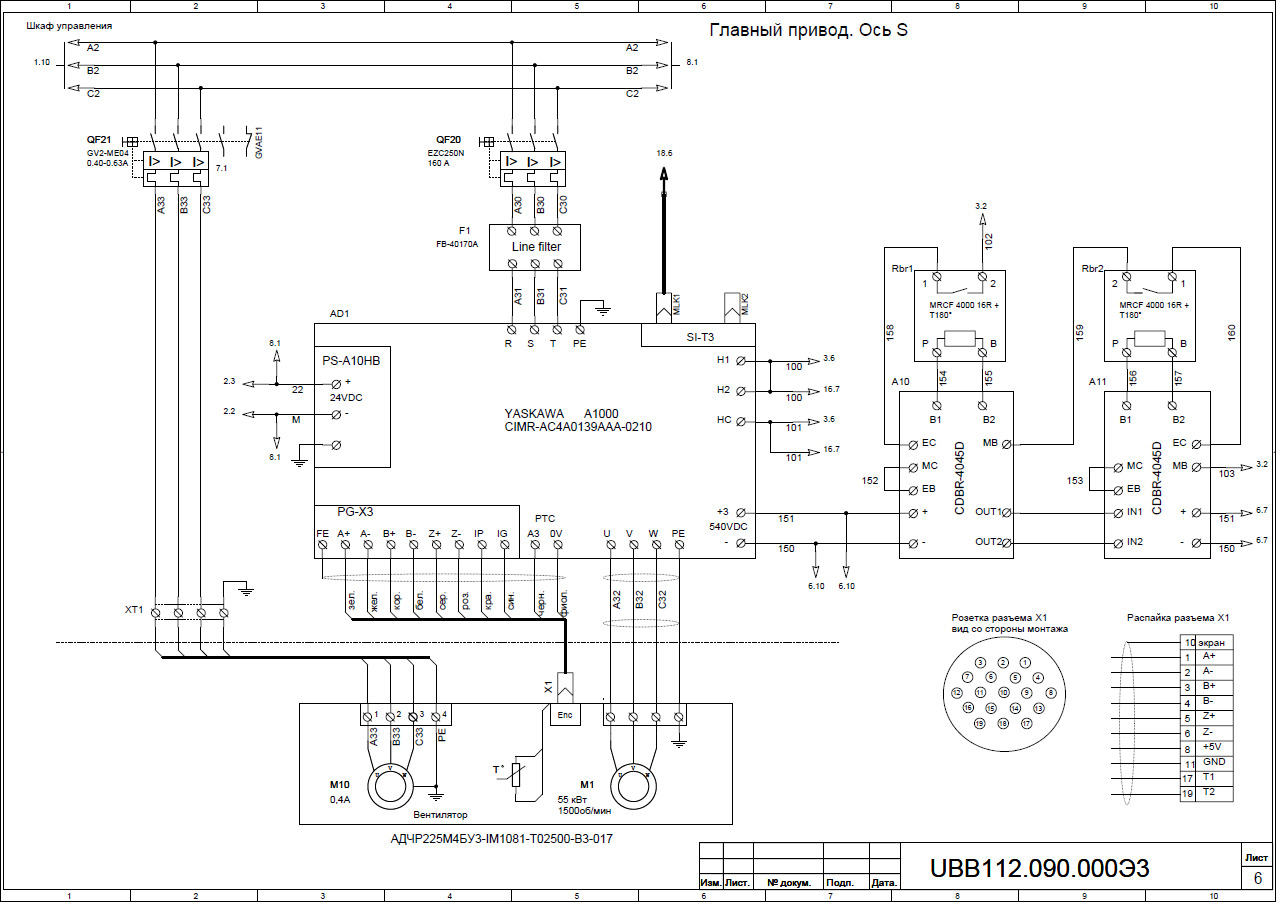 1 2 3 4 5 6 7 8 9 10
Шкаф управления
Главный привод. Ось S
A2 A2
1.10 B2 B2 8.1
C2 C2
QF21
GV2-ME04
0.40-0.63A
I> I> I>
7.1
GVAE11
QF20
EZC250N
160 A
I> I> I>
18.6
A33 B33 C33
A30 B30 C30
F1
FB-40170A
Line filter
A31 B31 C31
R S T PE
MLK1 MLK2
SI-T3
AD1
PS-A10HB
8.1
2.3 22 +
24VDC
2.2 M -
8.1
YASKAWA A1000
CIMR-AC4A0139AAA-0210
H1 100 3.6
H2 100 16.7
HC 101 3.6
101 16.7
+3 151
540VDC
- 150
6.10 6.10
PG-X3
PTC
FE A+ A- B+ B- Z+ Z- IP IG A3 0V
U V W PE
зел. жел. кор. бел. сер. роз. кра. син. черн. фиол.
A32 B32 C32
3.2
102
Rbr1
1 2
MRCF 4000 16R +
T180°
P B
158 154 155
Rbr2
2 1
MRCF 4000 16R +
T180°
P B
159 156 157 160
A10
B1 B2
EC MB
MC
152
EB
CDBR-4045D
+ OUT1
- OUT2
A11
B1 B2
EC
MC MB 103 3.2
153
EB
CDBR-4045D
IN1 + 151 6.7
IN2 - 150 6.7
XT1
X1
Enc
1 2 3 4
A33 B33 C33 PE
M10
0,4A
U V W
Вентилятор
T°
M1
55 кВт
1500об/мин
U V W
АДЧР225М4БУ3-IM1081-T02500-B3-017
Розетка разъема X1
вид со стороны монтажа
3 2 1
7 6 5 4
12 11 10 9 8
16 15 14 13
19 18 17
Распайка разъема X1
10 экран
1 A+
2 A-
3 B+
4 B-
5 Z+
6 Z-
8 +5V
11 GND
17 T1
19 T2
Изм. Лист. № докум. Подп. Дата.
UBB112.090.000Э3
Лист
6
1 2 3 4 5 6 7 8 9 10